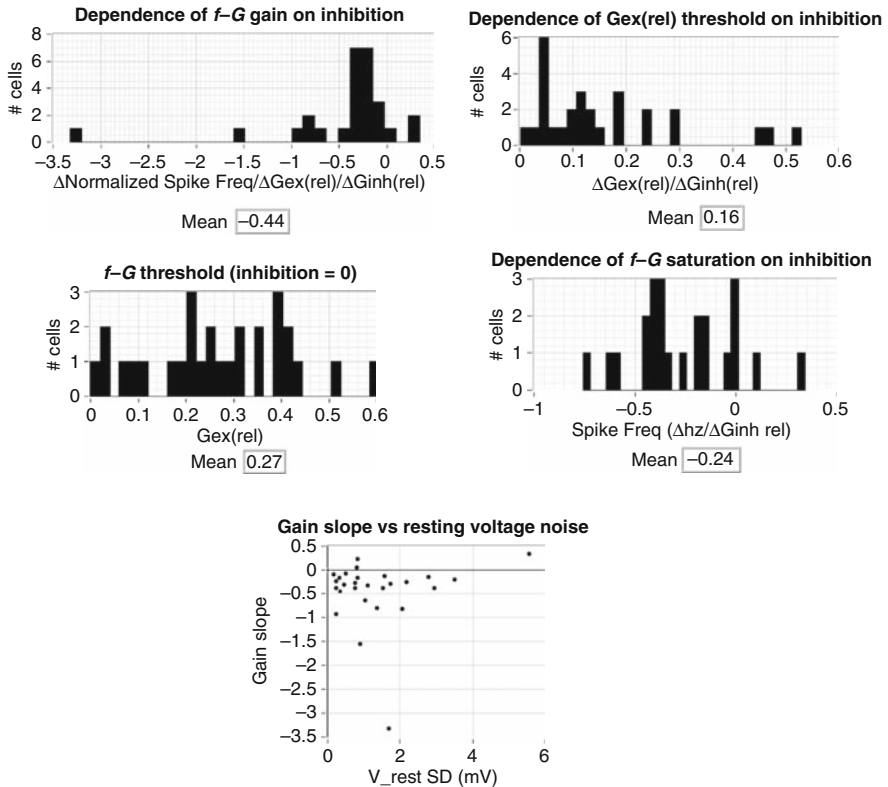 Dependence of f–G gain on inhibition
# cells
8
6
4
2
0
–3.5 –3 –2.5 –2 –1.5 –1 –0.5 0 0.5
ΔNormalized Spike Freq/ΔGex(rel)/ΔGinh(rel)
Mean –0.44
Dependence of Gex(rel) threshold on inhibition
# cells
6
4
2
0
0 0.1 0.2 0.3 0.4 0.6
ΔGex(rel)/ΔGinh(rel)
Mean 0.16
f–G threshold (inhibition = 0)
# cells
3
2
1
0
0 0.1 0.2 0.3 0.4 0.5 0.6
Gex(rel)
Mean 0.27
Dependence of f–G saturation on inhibition
# cells
3
2
1
0
–1 –0.5 0 0.5
Spike Freq (Δhz/ΔGinh rel)
Mean –0.24
Gain slope vs resting voltage noise
Gain slope
0.5
0
–0.5
–1
–1.5
–2
–2.5
–3
–3.5
0 2 4 6
V_rest SD (mV)